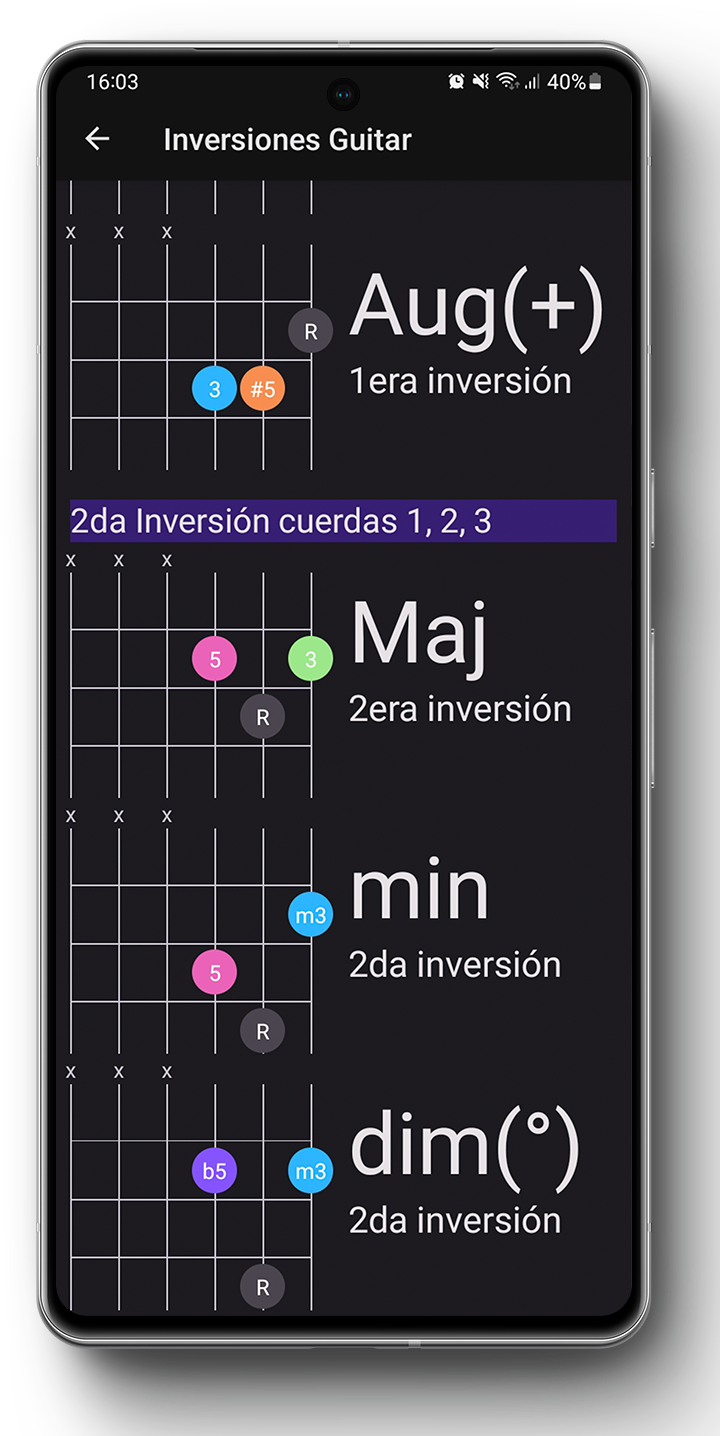 16:03 40%
Inversiones Guitar
x x x
Aug(+)
R
1era inversión
3 #5
2da Inversión cuerdas 1, 2, 3
x x x
Maj
5 3
2era inversión
R
x x x
min
m3
2da inversión
5
R
x x x
dim(°)
b5 m3
2da inversión
R